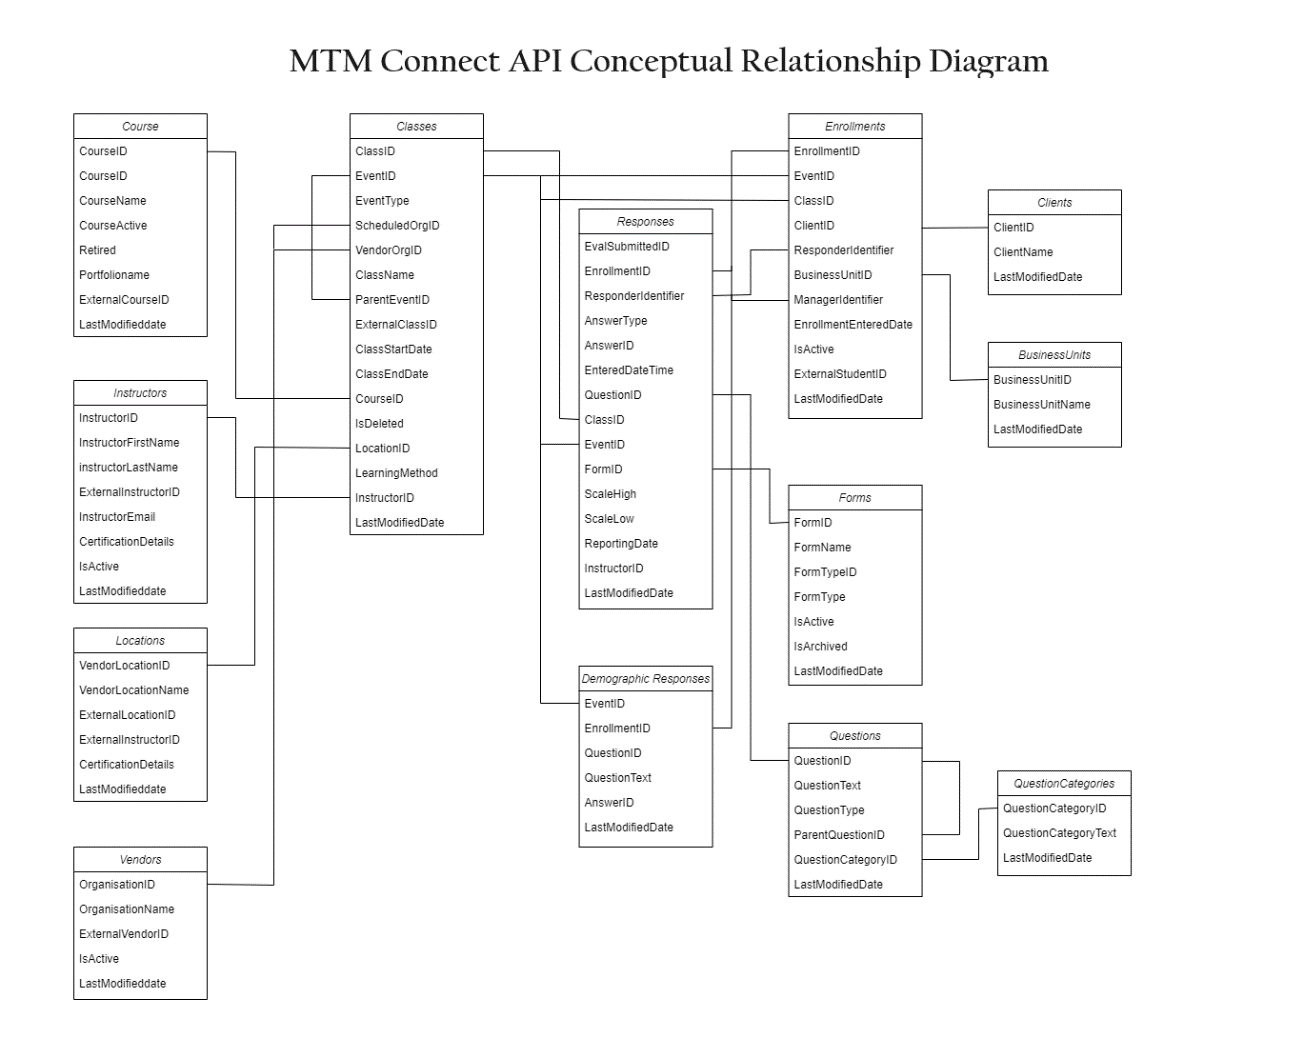 MTM Connect API Conceptual Relationship Diagram
Course
CourseID
CourseID
CourseName
CourseActive
Retired
Portfolioname
ExternalCourseID
LastModifieddate
Instructors
InstructorID
InstructorFirstName
instructorLastName
ExternalInstructorID
InstructorEmail
CertificationDetails
IsActive
LastModifieddate
Locations
VendorLocationID
VendorLocationName
ExternalLocationID
ExternalInstructorID
CertificationDetails
LastModifieddate
Vendors
OrganisationID
OrganisationName
ExternalVendorID
IsActive
LastModifieddate
Classes
ClassID
EventID
EventType
ScheduledOrgID
VendorOrgID
ClassName
ParentEventID
ExternalClassID
ClassStartDate
ClassEndDate
CourseID
IsDeleted
LocationID
LearningMethod
InstructorID
LastModifiedDate
Responses
EvalSubmittedID
EnrollmentID
ResponderIdentifier
AnswerType
AnswerID
EnteredDateTime
QuestionID
ClassID
EventID
FormID
ScaleHigh
ScaleLow
ReportingDate
InstructorID
LastModifiedDate
Demographic Responses
EventID
EnrollmentID
QuestionID
QuestionText
AnswerID
LastModifiedDate
Enrollments
EnrollmentID
EventID
ClassID
ClientID
ResponderIdentifier
BusinessUnitID
ManagerIdentifier
EnrollmentEnteredDate
IsActive
ExternalStudentID
LastModifiedDate
Forms
FormID
FormName
FormTypeID
FormType
IsActive
IsArchived
LastModifiedDate
Questions
QuestionID
QuestionText
QuestionType
ParentQuestionID
QuestionCategoryID
LastModifiedDate
Clients
ClientID
ClientName
LastModifiedDate
BusinessUnits
BusinessUnitID
BusinessUnitName
LastModifiedDate
QuestionCategories
QuestionCategoryID
QuestionCategoryText
LastModifiedDate